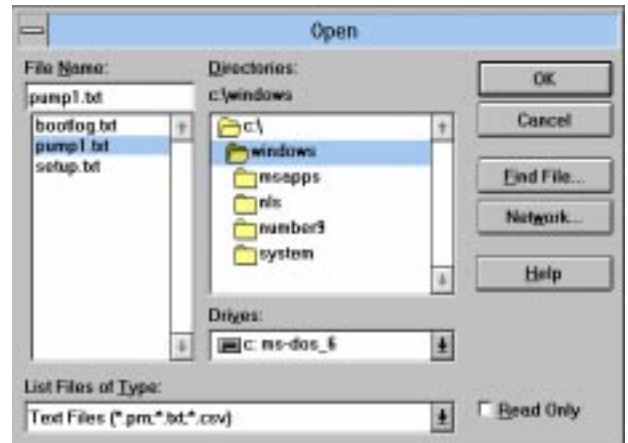 Open
File Name:
pump1.txt
bootlog.txt
pump1.txt
setup.txt
Directories:
c:\windows
c:\
windows
msapps
nls
number9
system
Drives:
c: ms-dos_6
List Files of Type:
Text Files (*.prn;*.txt;*.csv)
OK
Cancel
Find File...
Network...
Help
Read Only